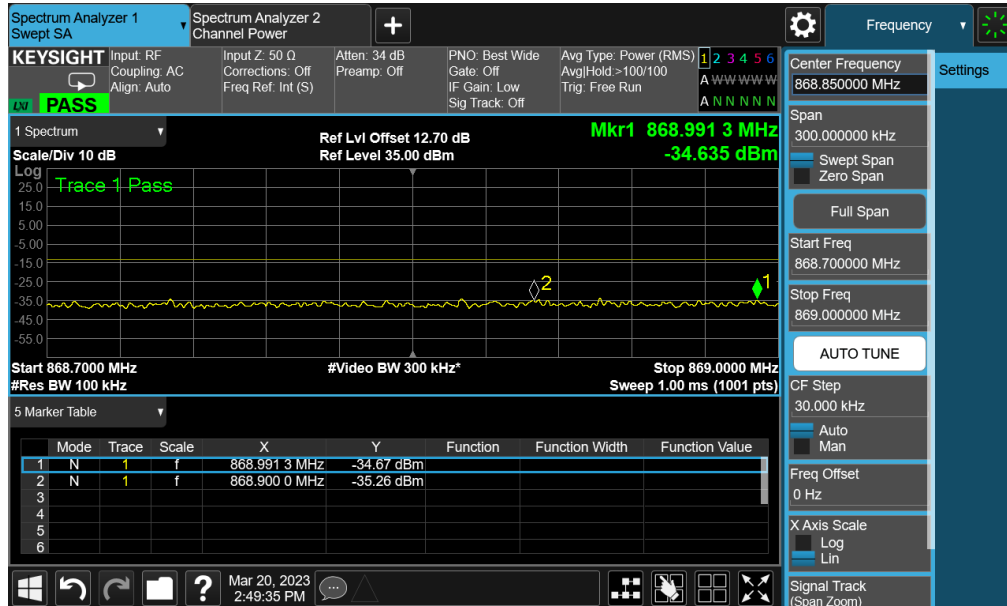 Spectrum Analyzer 1
Swept SA
Spectrum Analyzer 2
Channel Power
+
Frequency
KEYSIGHT
LXI
PASS
Input: RF
Coupling: AC
Align: Auto
Input Z: 50 Ω
Corrections: Off
Freq Ref: Int (S)
Atten: 34 dB
Preamp: Off
PNO: Best Wide
Gate: Off
IF Gain: Low
Sig Track: Off
Avg Type: Power (RMS)
Avg|Hold:>100/100
Trig: Free Run
1 2 3 4 5 6
A W W W W W
A N N N N N
1 Spectrum
Scale/Div 10 dB
Ref Lvl Offset 12.70 dB
Ref Level 35.00 dBm
Mkr1 868.991 3 MHz
-34.635 dBm
Log
Trace 1 Pass
25.0
15.0
5.00
-5.00
-15.0
-25.0
-35.0
-45.0
-55.0
2
1
Start 868.7000 MHz
#Res BW 100 kHz
#Video BW 300 kHz*
Stop 869.0000 MHz
Sweep 1.00 ms (1001 pts)
5 Marker Table
Mode Trace Scale X Y Function Function Width Function Value
1 N 1 f 868.991 3 MHz -34.67 dBm
2 N 1 f 868.900 0 MHz -35.26 dBm
3
4
5
6
Mar 20, 2023
2:49:35 PM
?
Center Frequency
868.850000 MHz
Span
300.000000 kHz
Swept Span
Zero Span
Full Span
Start Freq
868.700000 MHz
Stop Freq
869.000000 MHz
AUTO TUNE
CF Step
30.000 kHz
Auto
Man
Freq Offset
0 Hz
X Axis Scale
Log
Lin
Signal Track
(Span Zoom)
Settings